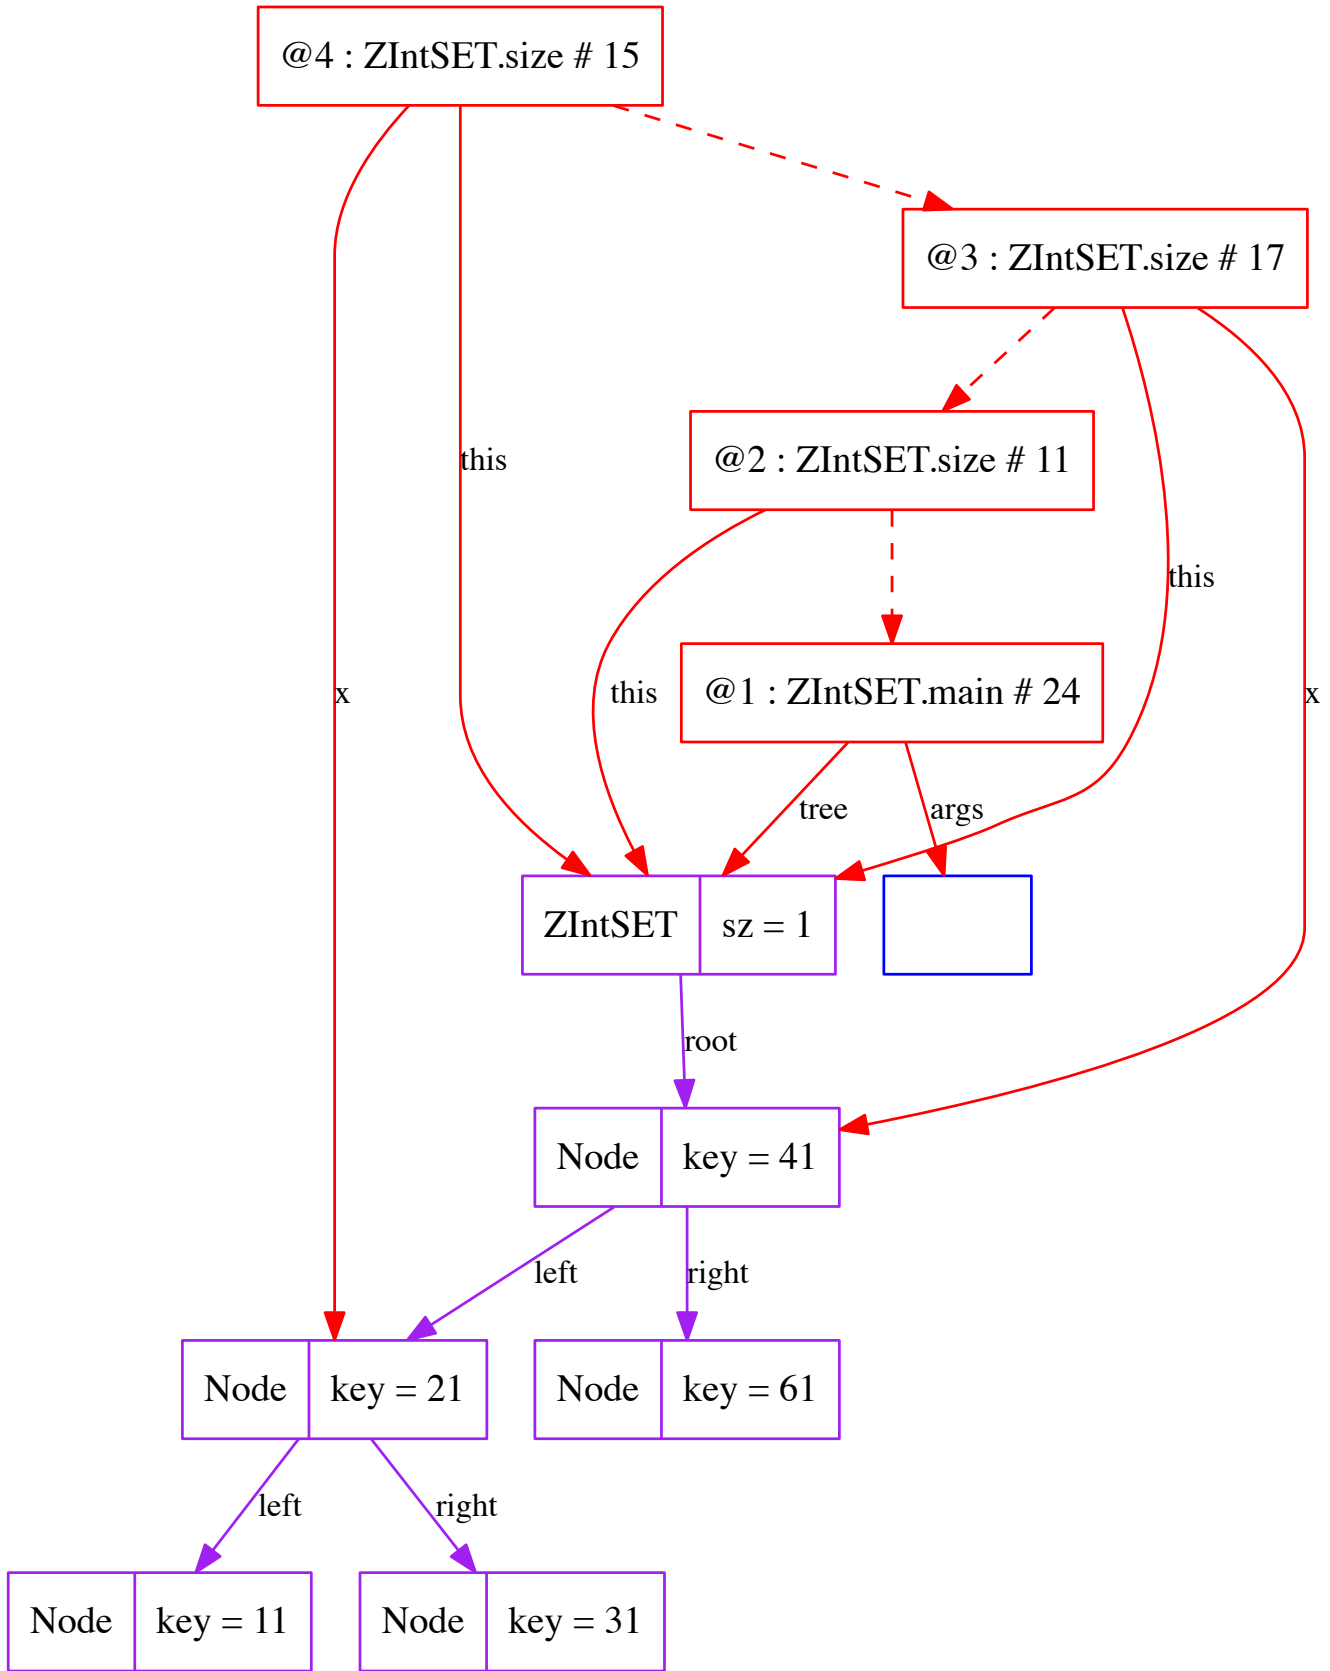 @4 : ZIntSET.size # 15
@3 : ZIntSET.size # 17
@2 : ZIntSET.size # 11
this
this
x
this
@1 : ZIntSET.main # 24
x
tree
args
ZIntSET
sz = 1
root
Node
key = 41
left
right
Node
key = 21
Node
key = 61
left
right
Node
key = 11
Node
key = 31